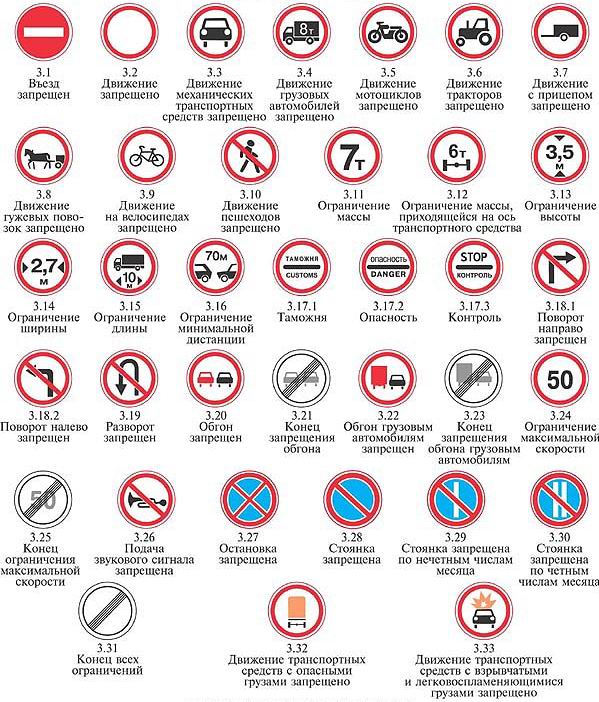 8т
3.1
Въезд
запрещен
3.2
Движение
запрещено
3.3
Движение
механических
транспортных
средств запрещено
3.4
Движение
грузовых
автомобилей
запрещено
3.5
Движение
мотоциклов
запрещено
3.6
Движение
тракторов
запрещено
3.7
Движение
с прицепом
запрещено
7т
6т
3,5
м
3.8
Движение
гужевых пово-
зок запрещено
3.9
Движение
на велосипедах
запрещено
3.10
Движение
пешеходов
запрещено
3.11
Ограничение
массы
3.12
Ограничение массы,
приходящейся на ось
транспортного средства
3.13
Ограничение
высоты
2,7
м
10
м
70м
ТАМОЖНЯ
CUSTOMS
ОПАСНОСТЬ
DANGER
STOP
КОНТРОЛЬ
3.14
Ограничение
ширины
3.15
Ограничение
длины
3.16
Ограничение
минимальной
дистанции
3.17.1
Таможня
3.17.2
Опасность
3.17.3
Контроль
3.18.1
Поворот
направо
запрещен
50
3.18.2
Поворот налево
запрещен
3.19
Разворот
запрещен
3.20
Обгон
запрещен
3.21
Конец
запрещения
обгона
3.22
Обгон грузовым
автомобилям
запрещен
3.23
Конец
запрещения
обгона грузовым
автомобилям
3.24
Ограничение
максимальной
скорости
50
3.25
Конец
ограничения
максимальной
скорости
3.26
Подача
звукового сигнала
запрещена
3.27
Остановка
запрещена
3.28
Стоянка
запрещена
3.29
Стоянка запрещена
по нечетным числам
месяца
3.30
Стоянка
запрещена
по четным
числам месяца
3.31
Конец всех
ограничений
3.32
Движение транспортных
средств с опасными
грузами запрещено
3.33
Движение транспортных
средств с взрывчатыми
и легковоспламеняющимися
грузами запрещено